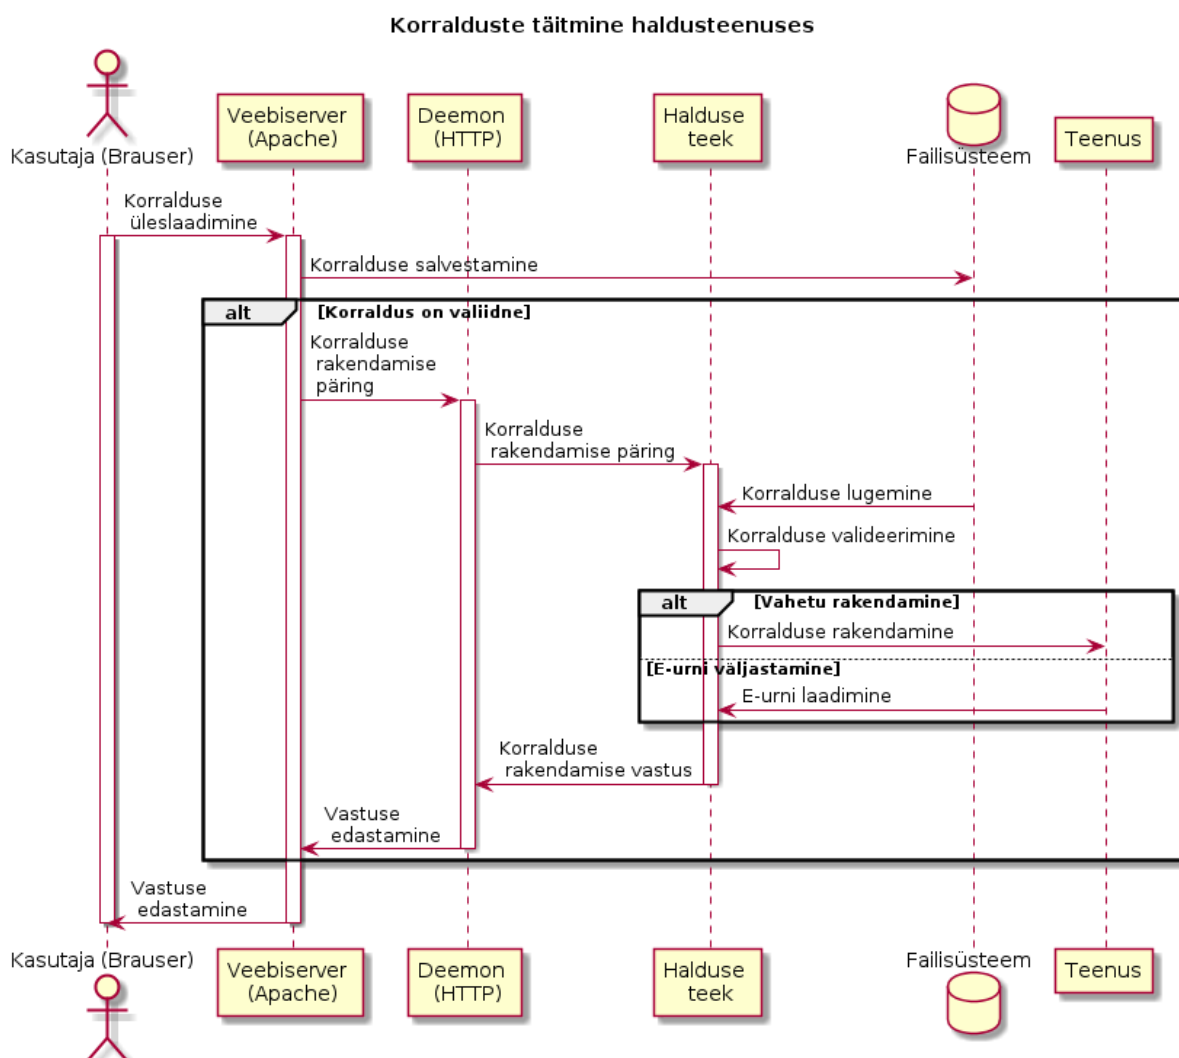 Korralduste täitmine haldusteenuses
Kasutaja (Brauser)
Veebiserver
(Apache)
Deemon
(HTTP)
Halduse
teek
Failisüsteem
Teenus
Korralduse
üleslaadimine
Korralduse salvestamine
alt [Korraldus on valiidne]
Korralduse
rakendamise
päring
Korralduse
rakendamise päring
Korralduse lugemine
Korralduse valideerimine
alt [Vahetu rakendamine]
Korralduse rakendamine
[E-urni väljastamine]
E-urni laadimine
Korralduse
rakendamise vastus
Vastuse
edastamine
Vastuse
edastamine
Kasutaja (Brauser)
Veebiserver
(Apache)
Deemon
(HTTP)
Halduse
teek
Failisüsteem
Teenus